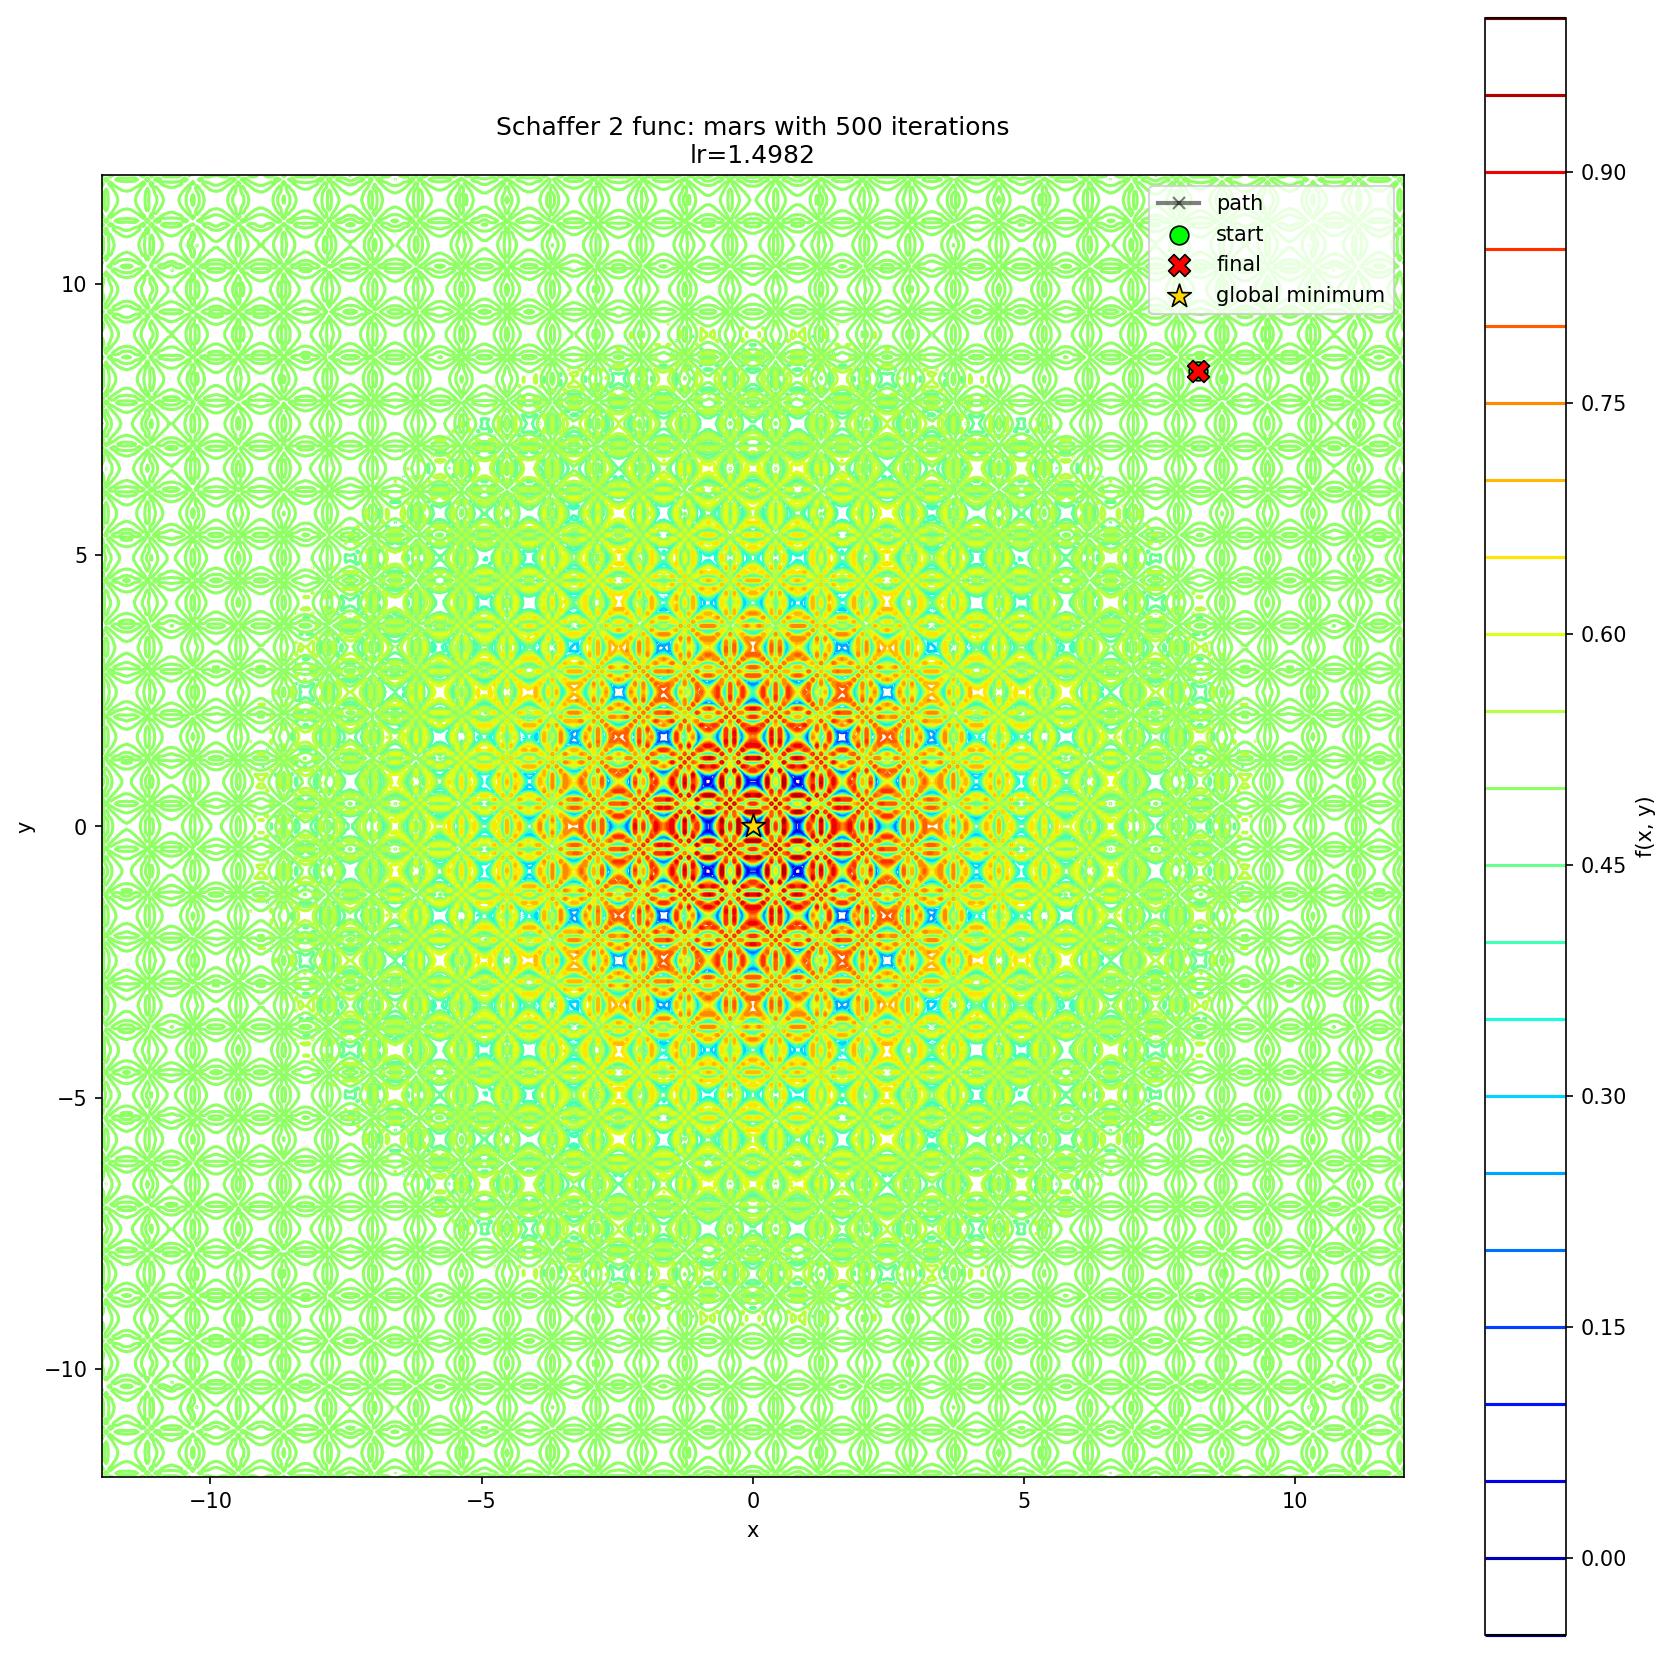 Schaffer 2 func: mars with 500 iterations
lr=1.4982
path
start
final
global minimum
10
5
0
−5
−10
y
−10
−5
0
5
10
x
0.90
0.75
0.60
0.45
0.30
0.15
0.00
f(x, y)